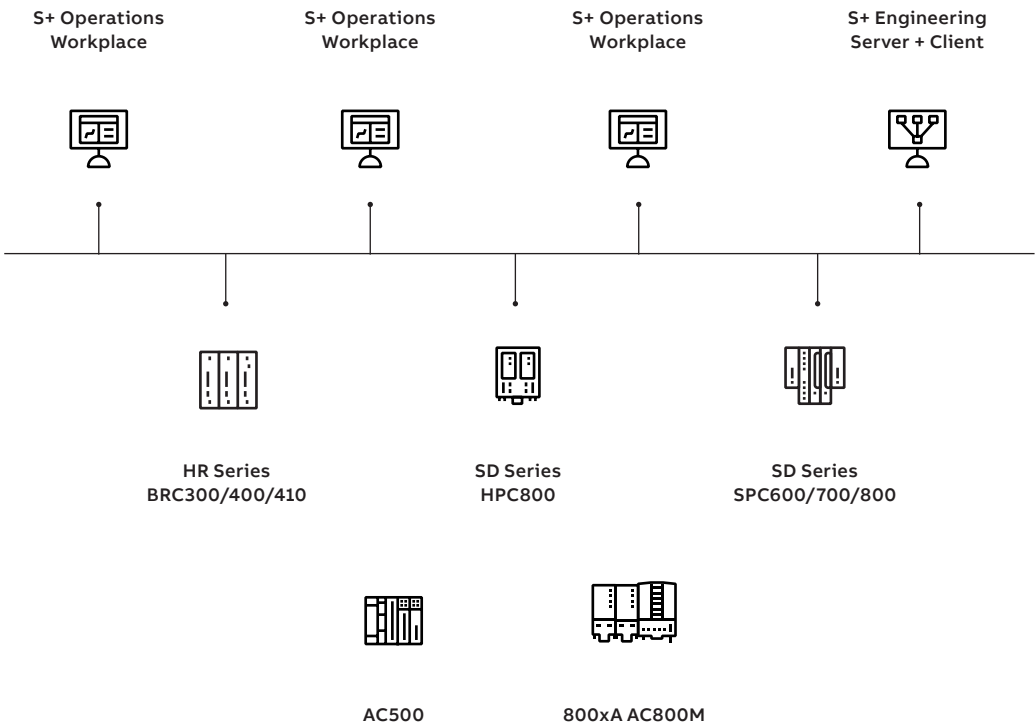 S+ Operations
Workplace
S+ Operations
Workplace
S+ Operations
Workplace
S+ Engineering
Server + Client
HR Series
BRC300/400/410
SD Series
HPC800
SD Series
SPC600/700/800
AC500
800xA AC800M